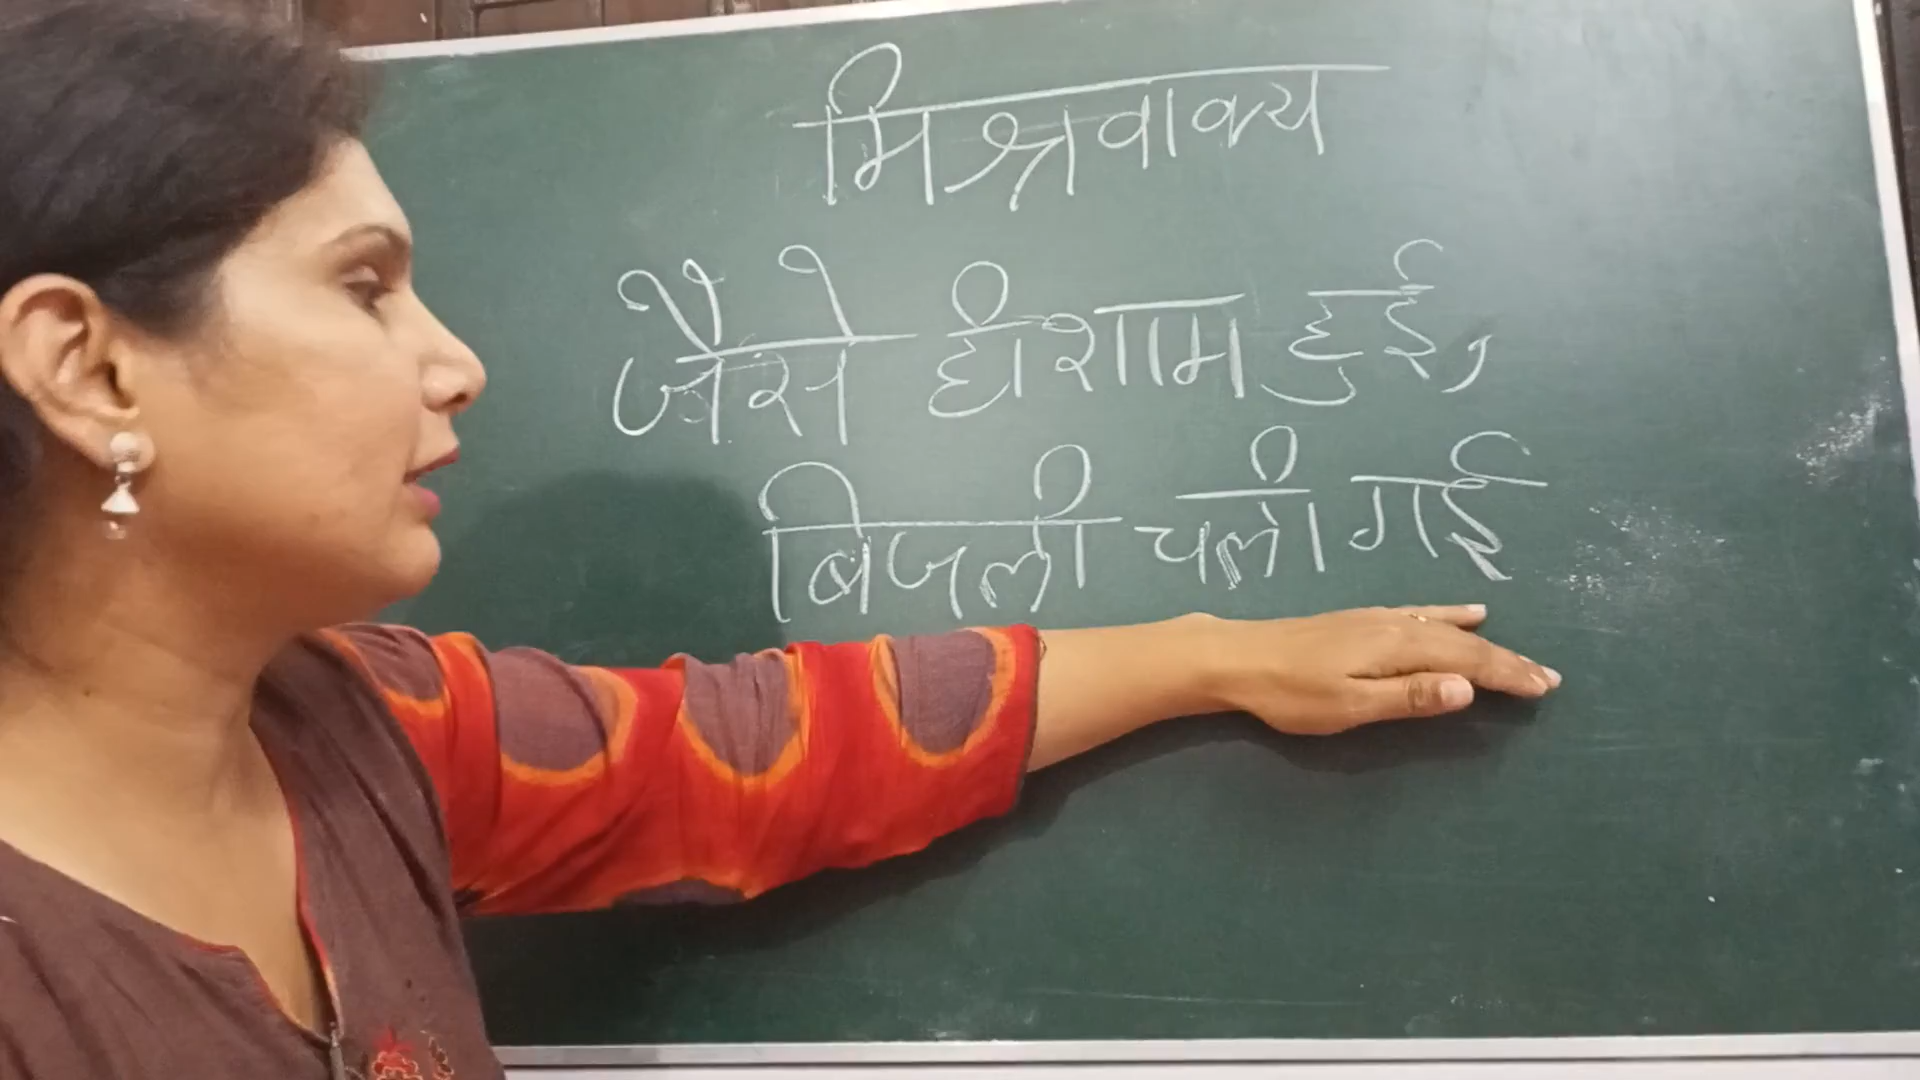 मिश्रवाक्य
जैसे ही शाम हुई,
बिजली चली गई